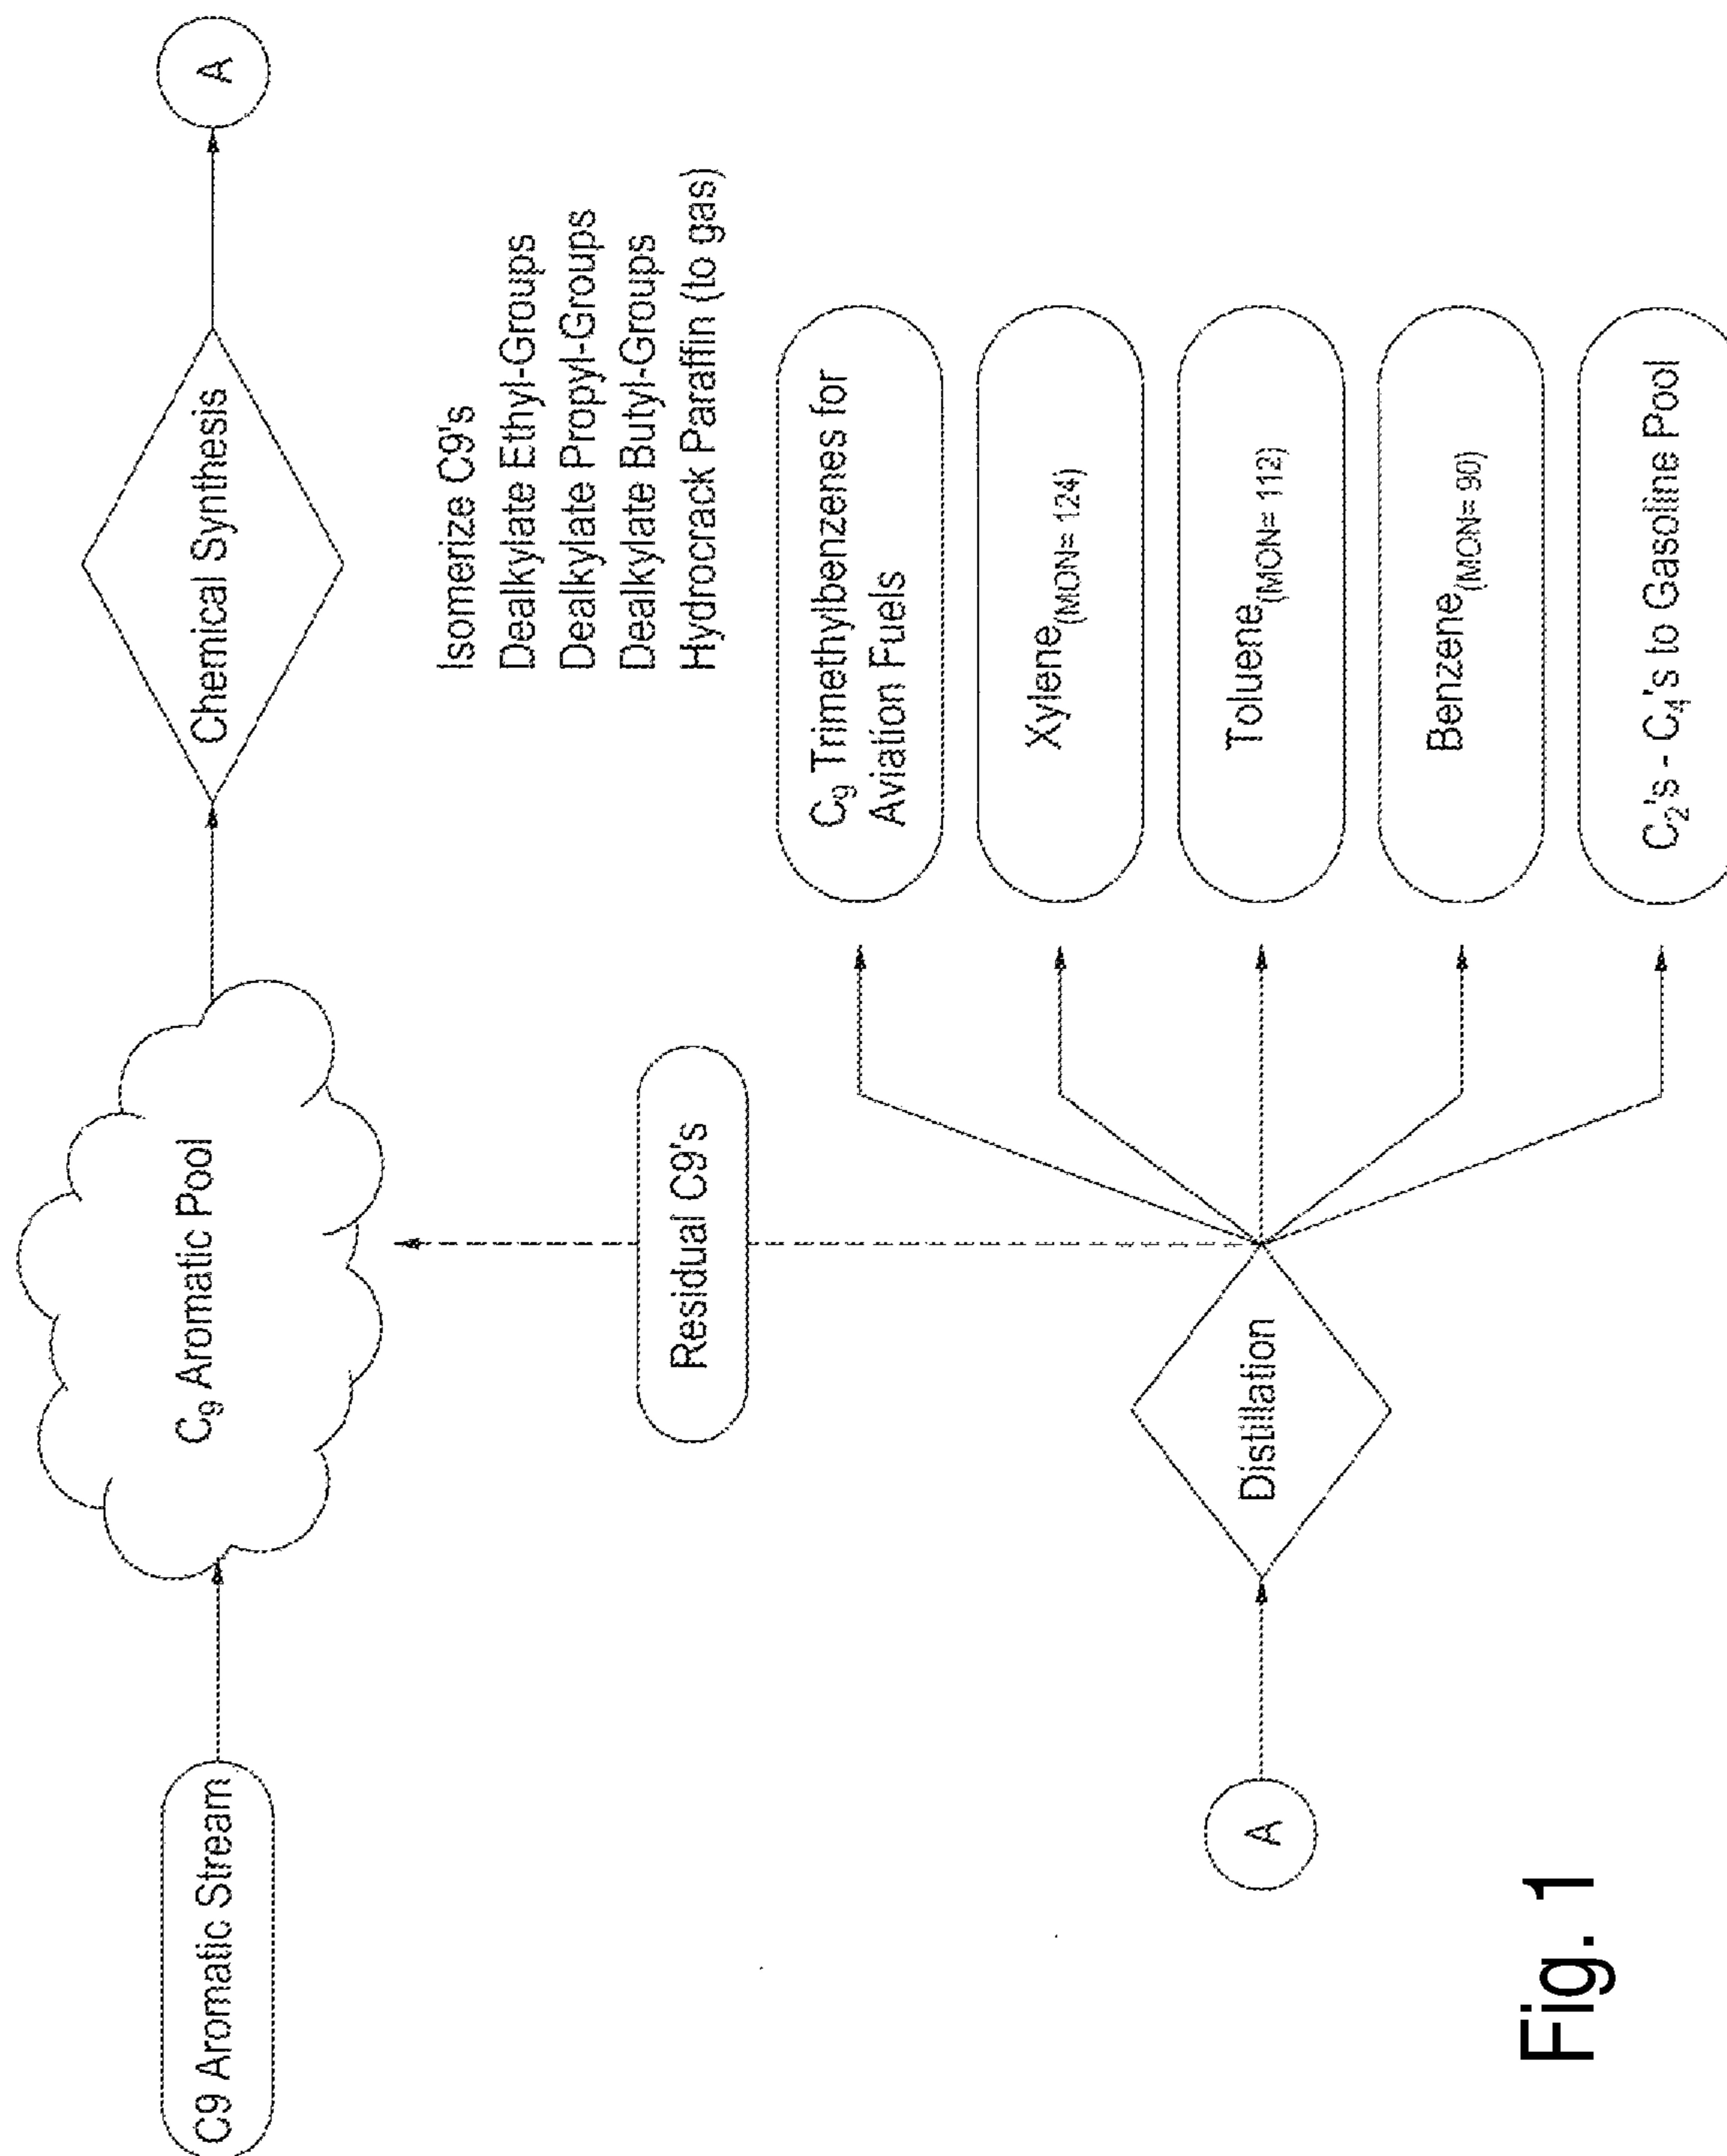 C9 Aromatic Stream
C₉ Aromatic Pool
Chemical Synthesis
A
Isomerize C9's
Dealkylate Ethyl-Groups
Dealkylate Propyl-Groups
Dealkylate Butyl-Groups
Hydrocrack Paraffin (to gas)
Residual C9's
C₉ Trimethylbenzenes for
Aviation Fuels
Xylene(MON= 124)
A
Distillation
Toluene(MON= 112)
Benzene(MON= 90)
C₂'s - C₄'s to Gasoline Pool
Fig. 1